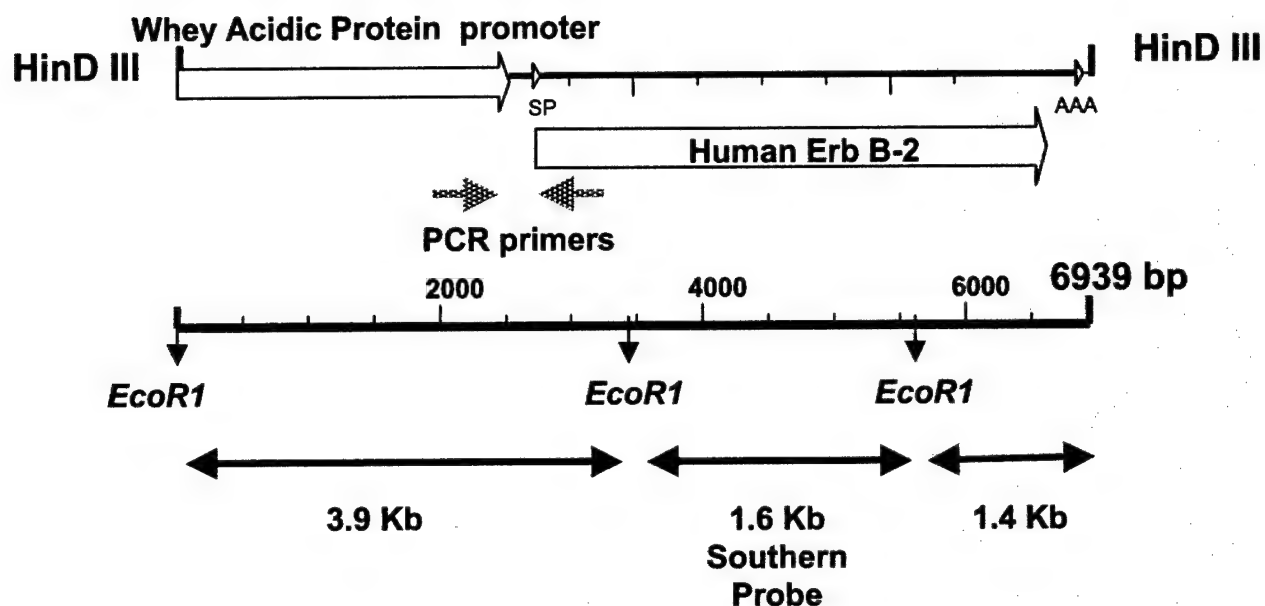 Whey Acidic Protein promoter
HinD III
HinD III
SP
AAA
Human Erb B-2
PCR primers
2000
4000
6000
6939 bp
EcoR1
EcoR1
EcoR1
3.9 Kb
1.6 Kb
1.4 Kb
Southern
Probe